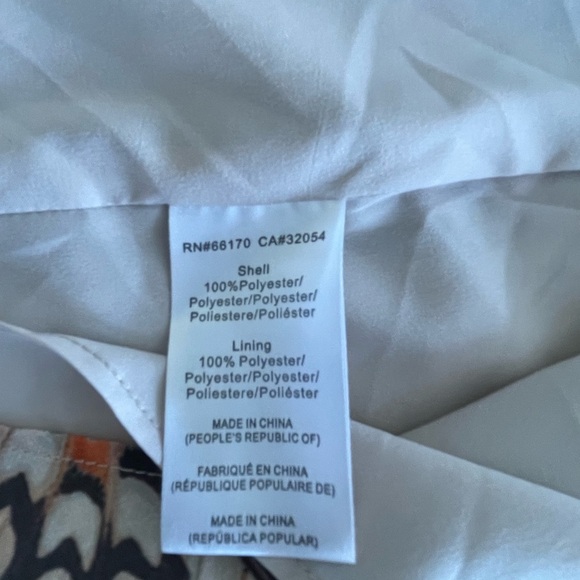 RN#66170 CA#32054
Shell
100%Polyester/
Polyester/Polyester/
Poliestere/Poliéster
Lining
100% Polyester/
Polyester/Polyester/
Poliestere/Poliéster
MADE IN CHINA
(PEOPLE'S REPUBLIC OF)
FABRIQUÉ EN CHINA
(RÉPUBLIQUE POPULAIRE DE)
MADE IN CHINA
(REPÚBLICA POPULAR)